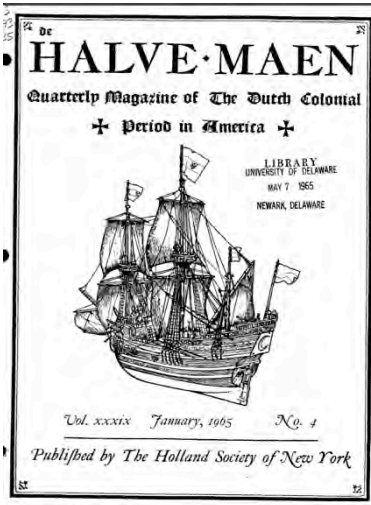 de
HALVE·MAEN
Quarterly Magazine of The Dutch Colonial
Period in America
LIBRARY
UNIVERSITY OF DELAWARE
MAY 7 1965
NEWARK, DELAWARE
Vol. xxxix January, 1965 No. 4
Publiſhed by The Holland Society of New York